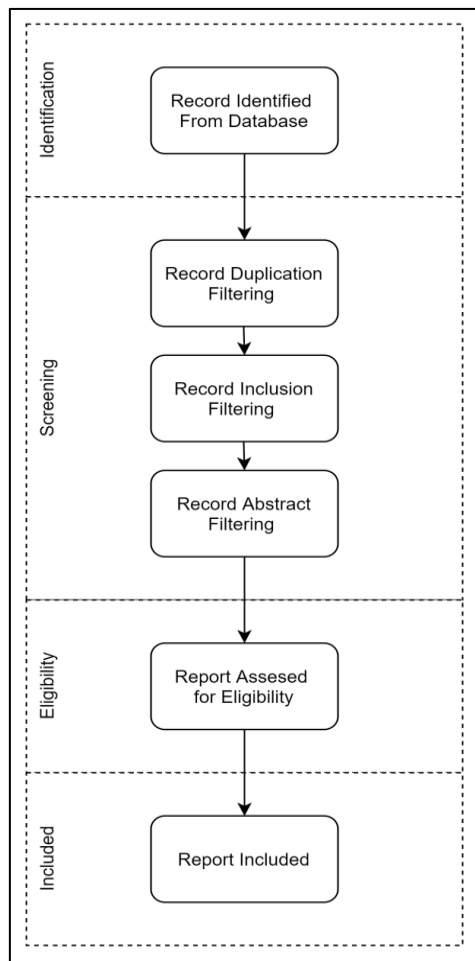 Identification
Record Identified
From Database
Screening
Record Duplication
Filtering
Record Inclusion
Filtering
Record Abstract
Filtering
Eligibility
Report Assesed
for Eligibility
Included
Report Included